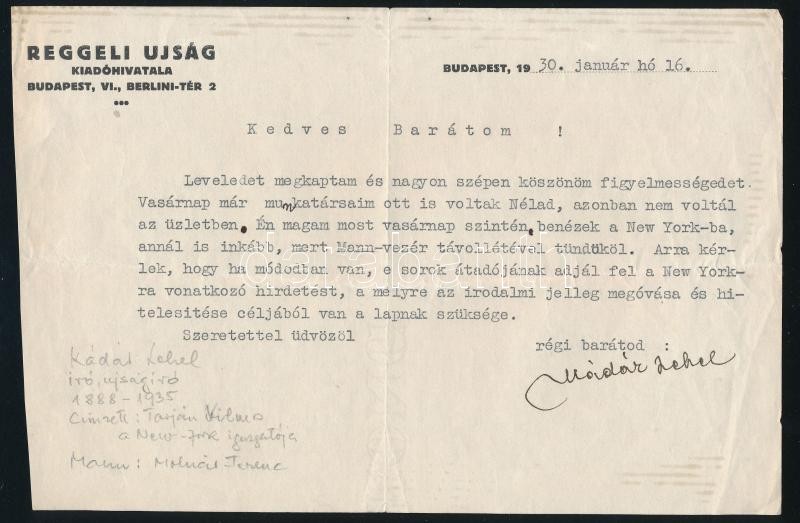 REGGELI UJSÁG
KIADÓHIVATALA
BUDAPEST, VI., BERLINI-TÉR 2
BUDAPEST, 19 30. január hó 16.
Kedves Barátom !
Leveledet megkaptam és nagyon szépen köszönöm figyelmességedet.
Vasárnap már munkatársaim ott is voltak Nélad, azonban nem voltál
az üzletben. Én magam most vasárnap szintén benézek a New York-ba,
annál is inkább, mert Mann-vezér távollétével tündüköl. Arra kér-
lek, hogy ha módodban van, e sorok átadójának adjál fel a New York-
ra vonatkozó hirdetést, a melyre az irodalmi jelleg megóvása és hi-
telesitése céljából van a lapnak szüksége.
Szeretettel üdvözöl
régi barátod :
Kádár Lehel
Kádár Lehel
író, ujságíró
1888-1935
Címzett: Tarján Vilmos
a New-York igazgatója
Mann: Molnár Ferenc